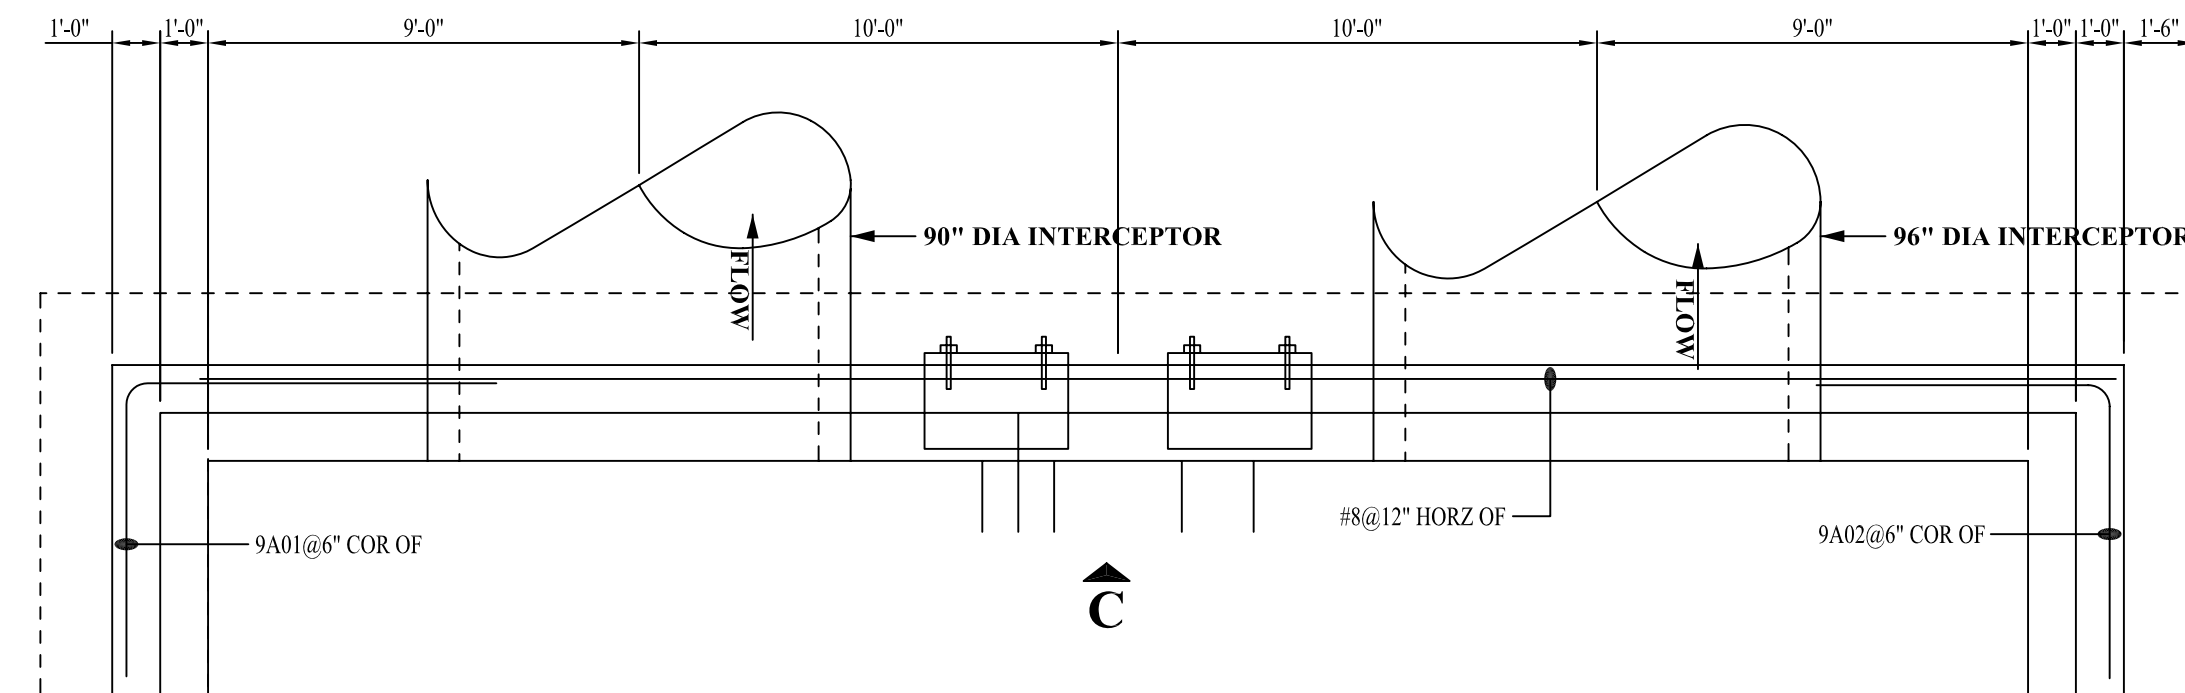 1'-0" 1'-0" 9'-0" 10'-0" 10'-0" 9'-0" 1'-0" 1'-0" 1'-6"
90" DIA INTERCEPTOR
96" DIA INTERCEPTOR
FLOW
FLOW
#8@12" HORZ OF
9A01@6" COR OF
9A02@6" COR OF
C